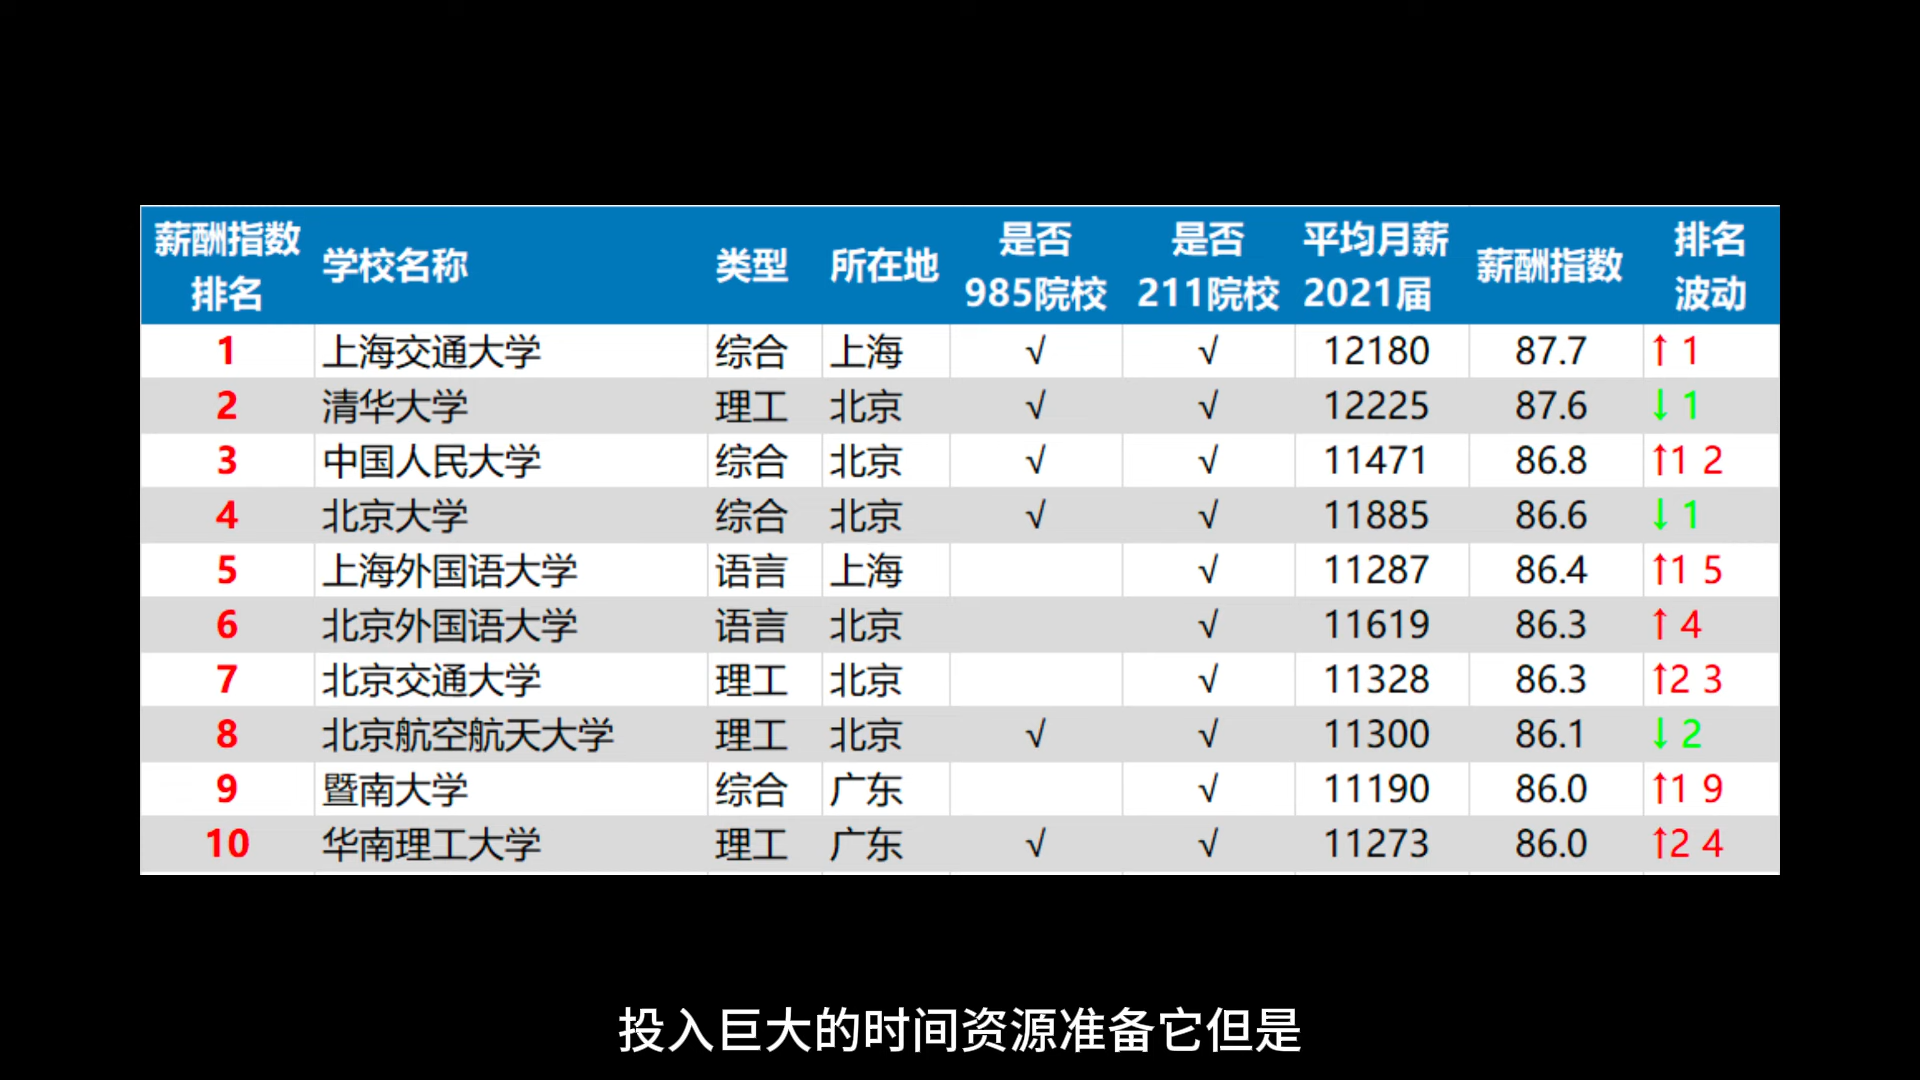 薪酬指数排名 学校名称 类型 所在地 是否985院校 是否211院校 平均月薪2021届 薪酬指数 排名波动
1 上海交通大学 综合 上海 √ √ 12180 87.7 ↑ 1
2 清华大学 理工 北京 √ √ 12225 87.6 ↓ 1
3 中国人民大学 综合 北京 √ √ 11471 86.8 ↑1 2
4 北京大学 综合 北京 √ √ 11885 86.6 ↓ 1
5 上海外国语大学 语言 上海 √ 11287 86.4 ↑1 5
6 北京外国语大学 语言 北京 √ 11619 86.3 ↑ 4
7 北京交通大学 理工 北京 √ 11328 86.3 ↑2 3
8 北京航空航天大学 理工 北京 √ √ 11300 86.1 ↓ 2
9 暨南大学 综合 广东 √ 11190 86.0 ↑1 9
10 华南理工大学 理工 广东 √ √ 11273 86.0 ↑2 4
投入巨大的时间资源准备它但是